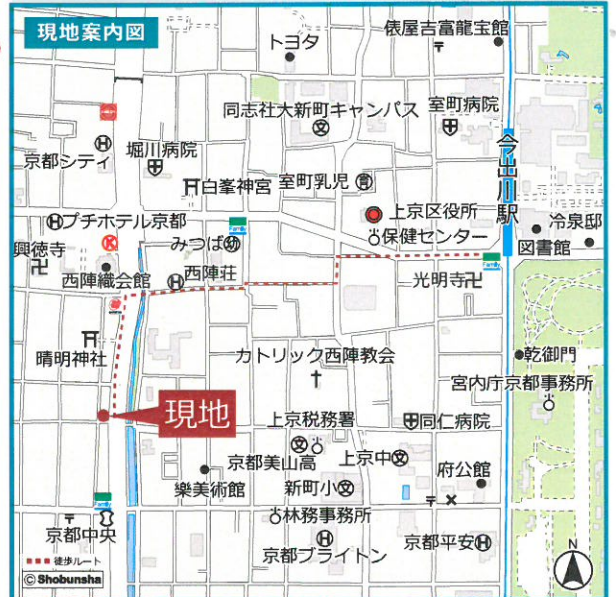 現地案内図
トヨタ
俵屋吉富龍宝館
〒
同志社大新町キャンパス
文
室町病院
H
京都シティ
堀川病院
白峯神宮
室町乳児
今出川駅
上京区役所
保健センター
冷泉邸
図書館
H プチホテル京都
K
みつば 幼
興徳寺
卍
西陣織会館
H 西陣荘
光明寺 卍
晴明神社
カトリック西陣教会
乾御門
宮内庁京都事務所
現地
上京税務署
同仁病院
文
京都美山高
上京中 文
樂美術館
新町小 文
府公館
〒
林務事務所
〒
京都中央
H
京都ブライトン
京都平安 H
徒歩ルート
© Shobunsha
N